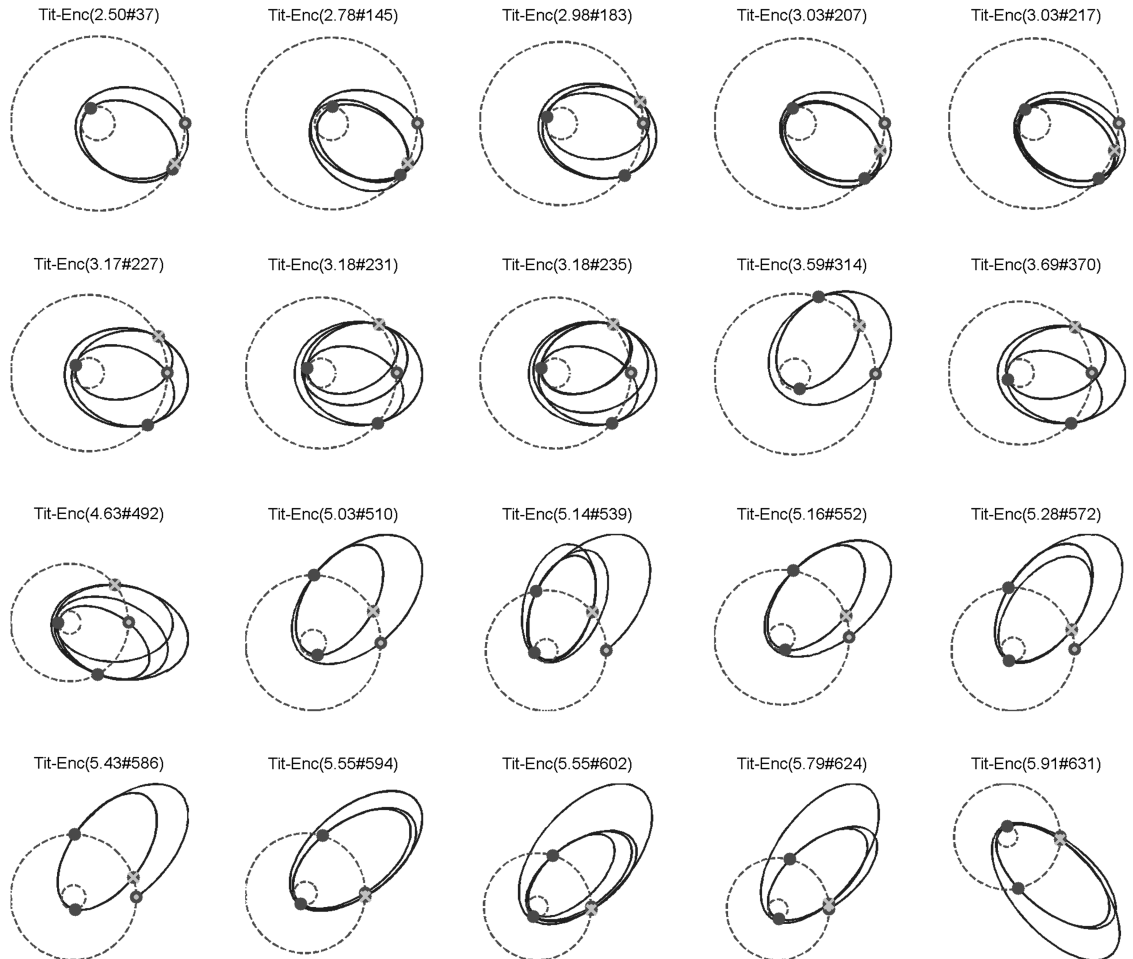 Tit-Enc(2.50#37)
Tit-Enc(2.78#145)
Tit-Enc(2.98#183)
Tit-Enc(3.03#207)
Tit-Enc(3.03#217)
Tit-Enc(3.17#227)
Tit-Enc(3.18#231)
Tit-Enc(3.18#235)
Tit-Enc(3.59#314)
Tit-Enc(3.69#370)
Tit-Enc(4.63#492)
Tit-Enc(5.03#510)
Tit-Enc(5.14#539)
Tit-Enc(5.16#552)
Tit-Enc(5.28#572)
Tit-Enc(5.43#586)
Tit-Enc(5.55#594)
Tit-Enc(5.55#602)
Tit-Enc(5.79#624)
Tit-Enc(5.91#631)